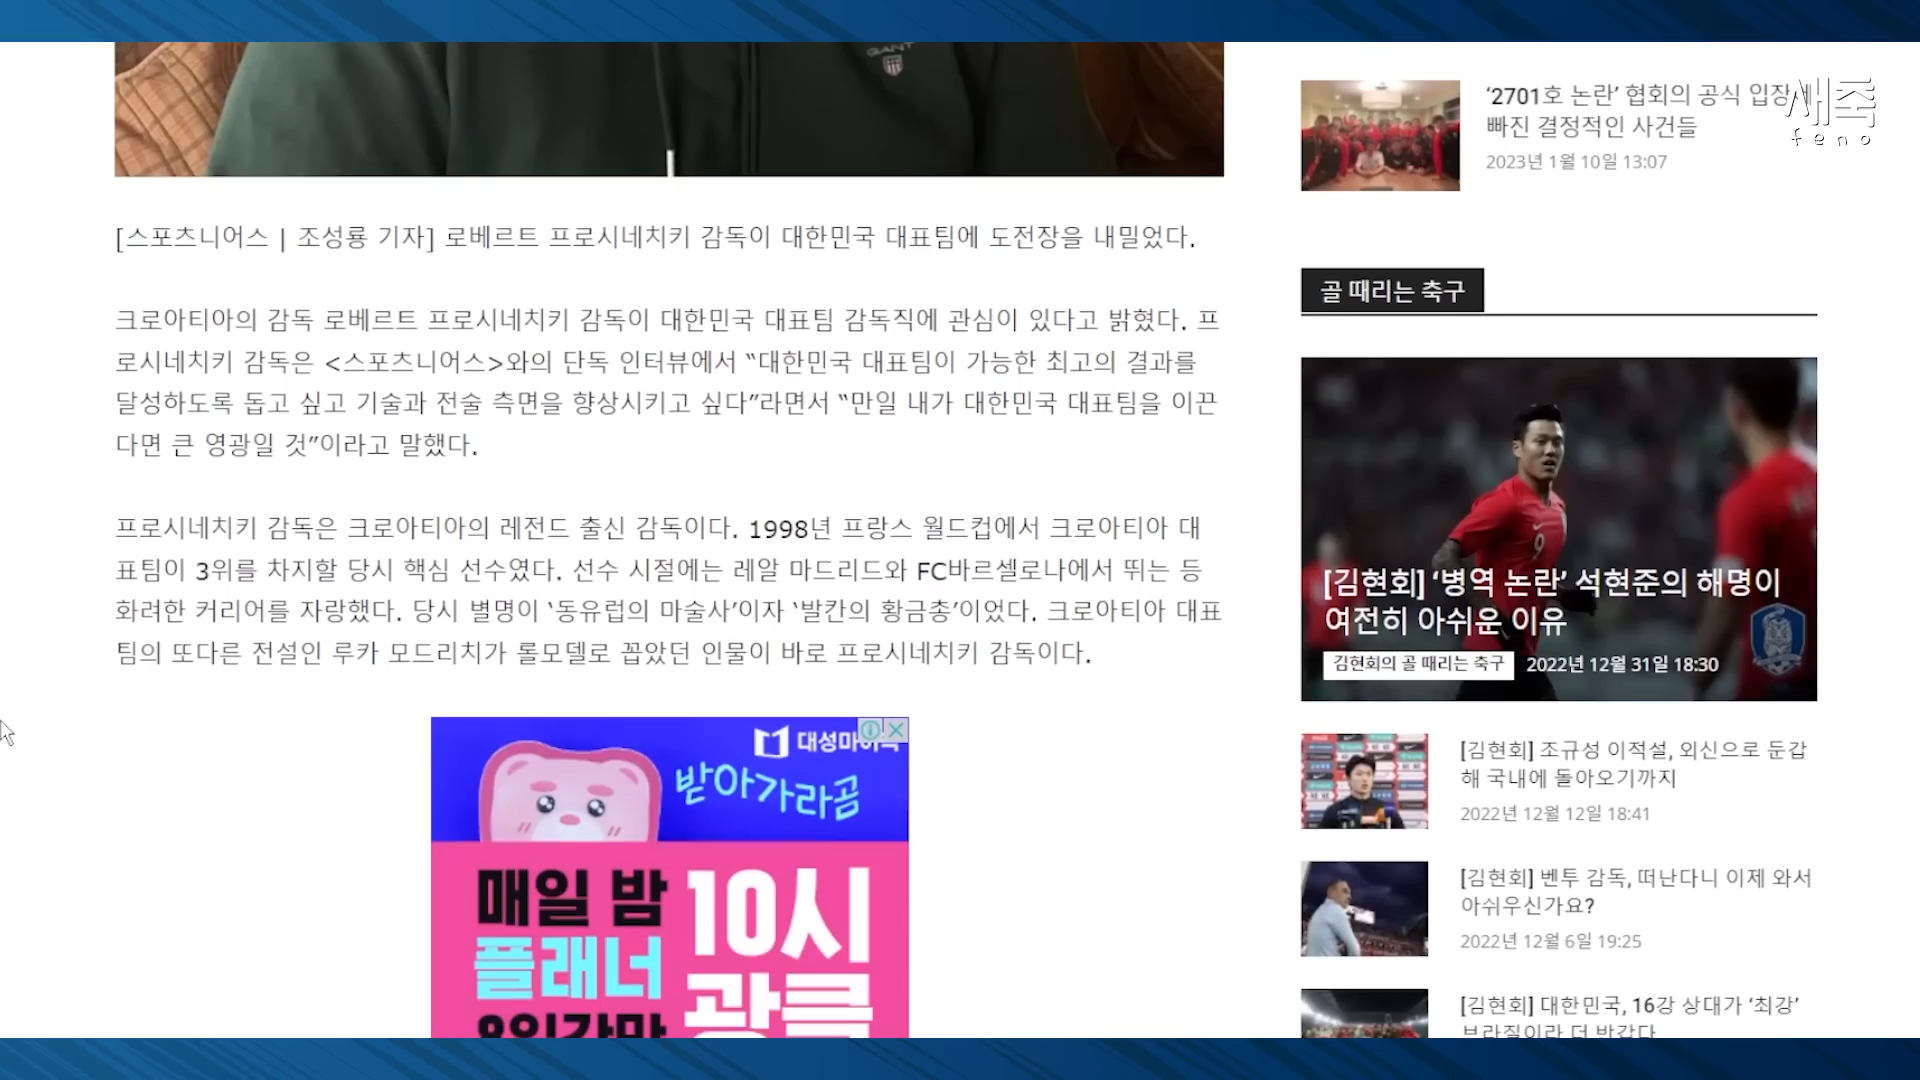 GANT
[스포츠니어스 | 조성룡 기자] 로베르트 프로시네치키 감독이 대한민국 대표팀에 도전장을 내밀었다.
크로아티아의 감독 로베르트 프로시네치키 감독이 대한민국 대표팀 감독직에 관심이 있다고 밝혔다. 프
로시네치키 감독은 <스포츠니어스>와의 단독 인터뷰에서 “대한민국 대표팀이 가능한 최고의 결과를
달성하도록 돕고 싶고 기술과 전술 측면을 향상시키고 싶다”라면서 “만일 내가 대한민국 대표팀을 이끈
다면 큰 영광일 것”이라고 말했다.
프로시네치키 감독은 크로아티아의 레전드 출신 감독이다. 1998년 프랑스 월드컵에서 크로아티아 대
표팀이 3위를 차지할 당시 핵심 선수였다. 선수 시절에는 레알 마드리드와 FC바르셀로나에서 뛰는 등
화려한 커리어를 자랑했다. 당시 별명이 ‘동유럽의 마술사’이자 ‘발칸의 황금총’이었다. 크로아티아 대표
팀의 또다른 전설인 루카 모드리치가 롤모델로 꼽았던 인물이 바로 프로시네치키 감독이다.
받아가라곰
매일 밤
플래너
10시
광클
‘2701호 논란’ 협회의 공식 입장에
빠진 결정적인 사건들
2023년 1월 10일 13:07
새축
feno
골 때리는 축구
9
[김현회] ‘병역 논란’ 석현준의 해명이
여전히 아쉬운 이유
김현회의 골 때리는 축구 2022년 12월 31일 18:30
[김현회] 조규성 이적설, 외신으로 둔갑
해 국내에 돌아오기까지
2022년 12월 12일 18:41
[김현회] 벤투 감독, 떠난다니 이제 와서
아쉬우신가요?
2022년 12월 6일 19:25
[김현회] 대한민국, 16강 상대가 ‘최강’
브라질이라 더 반갑다